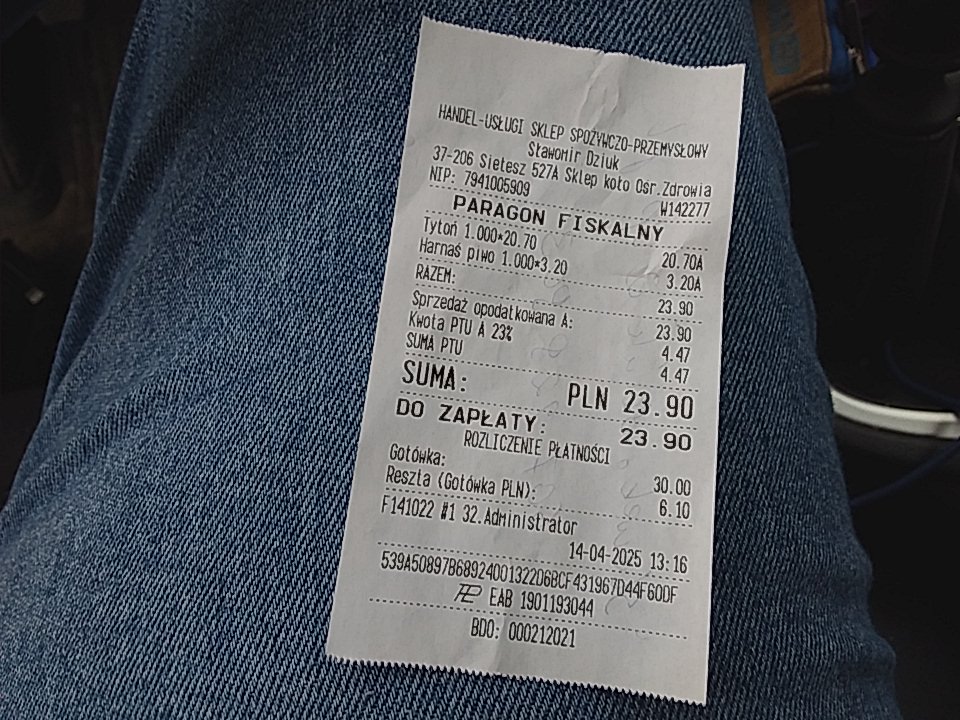 HANDEL-USŁUGI SKLEP SPOŻYWCZO-PRZEMYSŁOWY
Sławomir Dziuk
37-206 Sietesz 527A Sklep koło Ośr.Zdrowia
NIP: 7941005909 W142277
PARAGON FISKALNY
Tytoń 1.000*20.70 20.70A
Harnaś piwo 1.000*3.20 3.20A
RAZEM: 23.90
Sprzedaż opodatkowana A: 23.90
Kwota PTU A 23% 4.47
SUMA PTU 4.47
SUMA: PLN 23.90
DO ZAPŁATY: 23.90
ROZLICZENIE PŁATNOŚCI
Gotówka: 30.00
Reszta (Gotówka PLN): 6.10
F141022 #1 32.Administrator
14-04-2025 13:16
539A50897B68924001322D6BCF431967D44F60DF
EAB 1901193044
BDO: 000212021